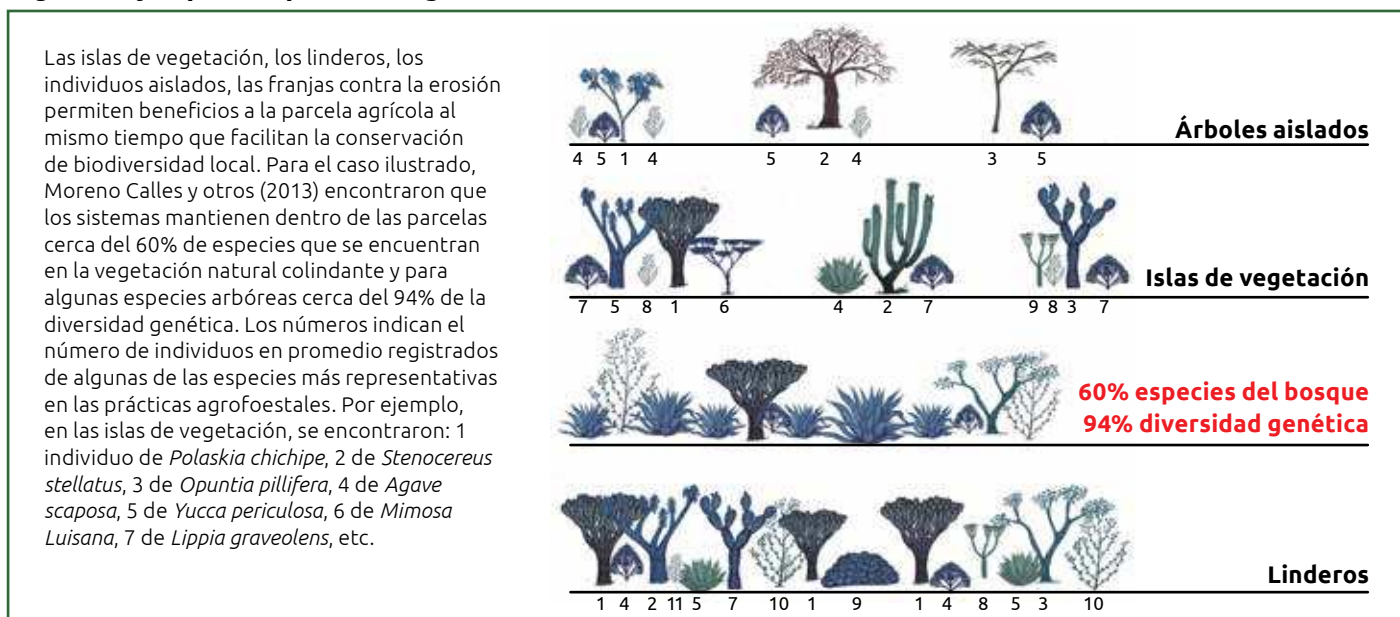 Las islas de vegetación, los linderos, los
individuos aislados, las franjas contra la erosión
permiten beneficios a la parcela agrícola al
mismo tiempo que facilitan la conservación
de biodiversidad local. Para el caso ilustrado,
Moreno Calles y otros (2013) encontraron que
los sistemas mantienen dentro de las parcelas
cerca del 60% de especies que se encuentran
en la vegetación natural colindante y para
algunas especies arbóreas cerca del 94% de la
diversidad genética. Los números indican el
número de individuos en promedio registrados
de algunas de las especies más representativas
en las prácticas agrofoestales. Por ejemplo,
en las islas de vegetación, se encontraron: 1
individuo de Polaskia chichipe, 2 de Stenocereus
stellatus, 3 de Opuntia pillifera, 4 de Agave
scaposa, 5 de Yucca periculosa, 6 de Mimosa
Luisana, 7 de Lippia graveolens, etc.
Árboles aislados
4 5 1 4 5 2 4 3 5
Islas de vegetación
7 5 8 1 6 4 2 7 9 8 3 7
60% especies del bosque
94% diversidad genética
Linderos
1 4 2 11 5 7 10 1 9 1 4 8 5 3 10